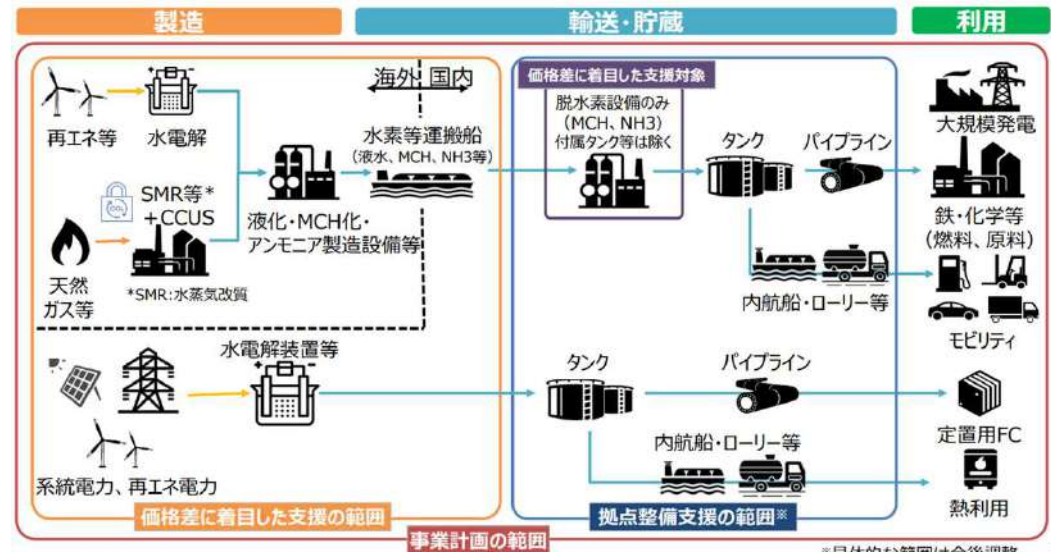 製造
輸送・貯蔵
利用
海外
国内
価格差に着目した支援対象
脱水素設備のみ
(MCH、NH3)
付属タンク等は除く
再エネ等
水電解
水素等運搬船
(液水、MCH、NH3等)
タンク
パイプライン
大規模発電
CO₂
SMR等*
+CCUS
液化・MCH化・
アンモニア製造設備等
鉄・化学等
(燃料、原料)
天然
ガス等
*SMR:水蒸気改質
内航船・ローリー等
モビリティ
水電解装置等
タンク
パイプライン
定置用FC
内航船・ローリー等
系統電力、再エネ電力
熱利用
価格差に着目した支援の範囲
拠点整備支援の範囲※
事業計画の範囲